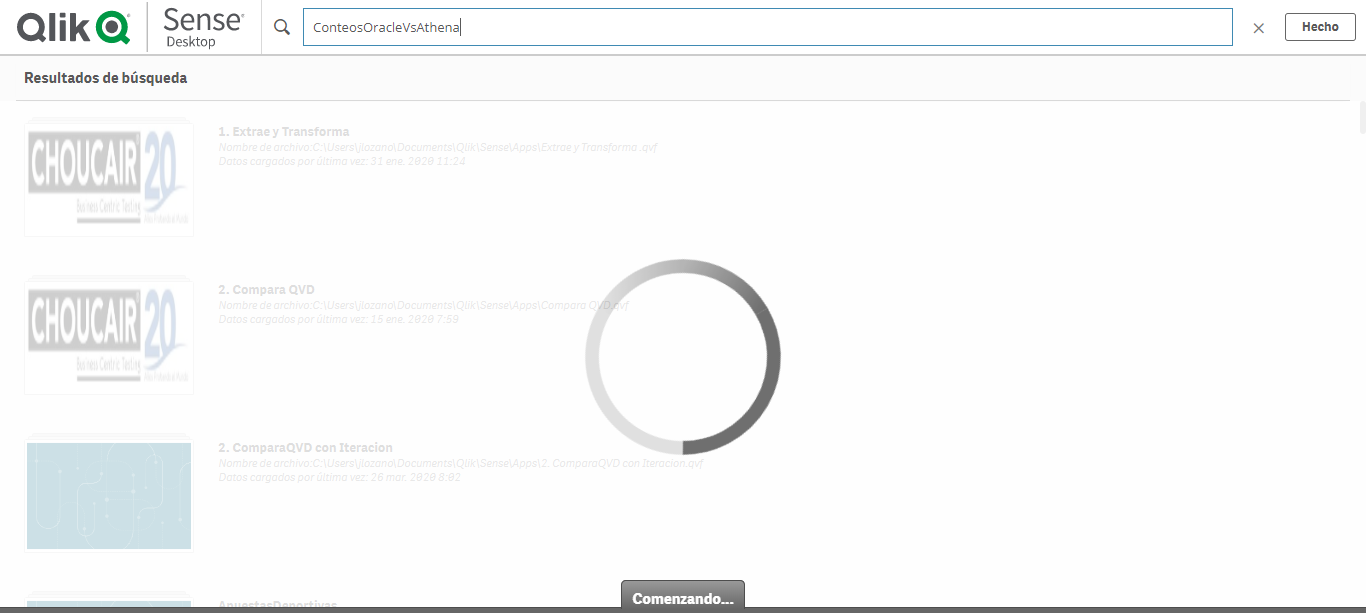 Qlik Sense® Desktop
ConteosOracleVsAthena
Hecho
Resultados de búsqueda
CHOUCAIR 20
Business Centric Testing
1. Extrae y Transforma
Nombre de archivo:C:\Users\jlozano\Documents\Qlik\Sense\Apps\Extrae y Transforma .qvf
Datos cargados por última vez: 31 ene. 2020 11:24
CHOUCAIR 20
Business Centric Testing
2. Compara QVD
Nombre de archivo:C:\Users\jlozano\Documents\Qlik\Sense\Apps\Compara QVD.qvf
Datos cargados por última vez: 15 ene. 2020 7:59
2. ComparaQVD con Iteracion
Nombre de archivo:C:\Users\jlozano\Documents\Qlik\Sense\Apps\2. ComparaQVD con Iteracion.qvf
Datos cargados por última vez: 26 mar. 2020 8:02
ApuestasDeportivas
Comenzando...